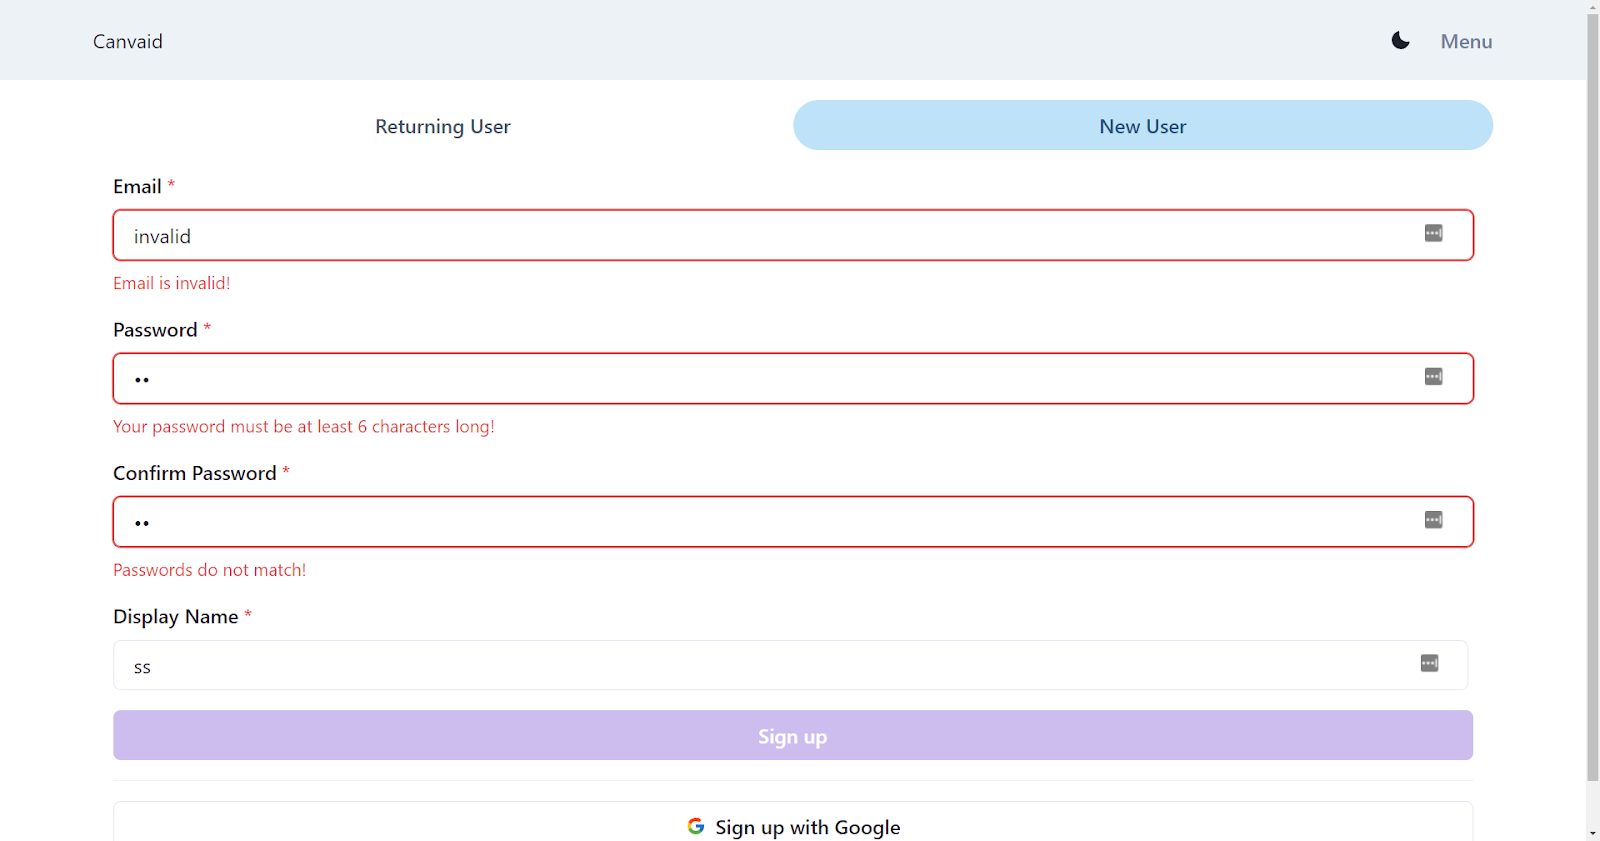 Canvaid
Menu
Returning User
New User
Email *
invalid
Email is invalid!
Password *
••
Your password must be at least 6 characters long!
Confirm Password *
••
Passwords do not match!
Display Name *
ss
Sign up
Sign up with Google